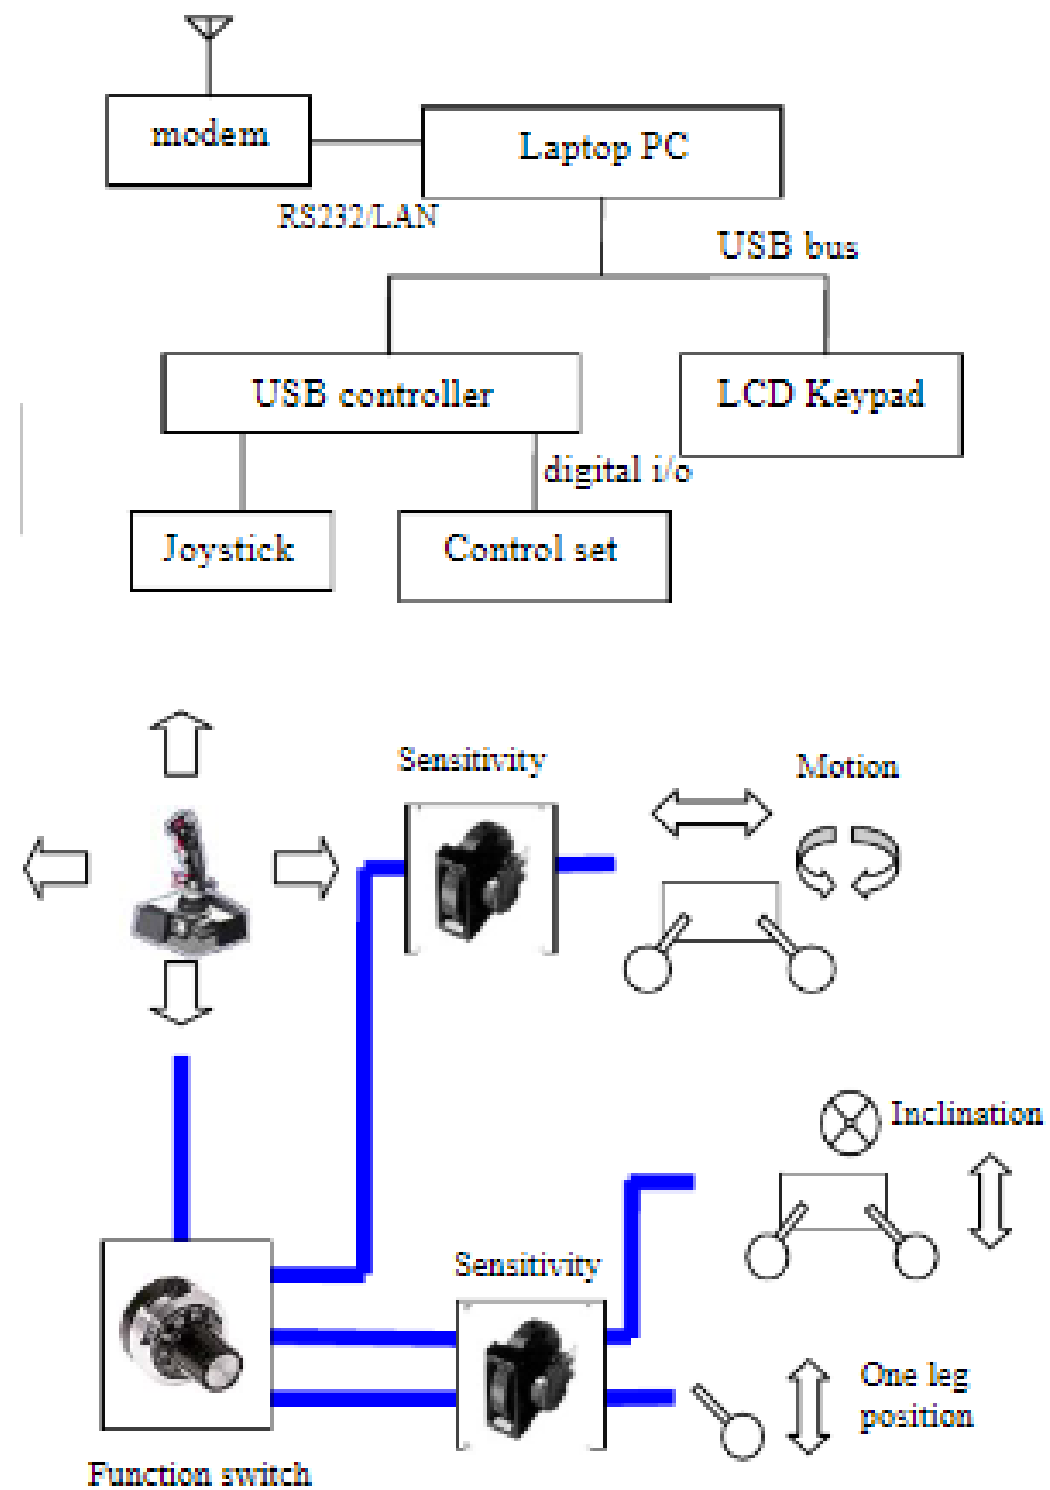 modem
Laptop PC
RS232/LAN
USB bus
USB controller
LCD Keypad
digital i/o
Joystick
Control set
Sensitivity
Motion
Inclination
Sensitivity
One leg
position
Function switch